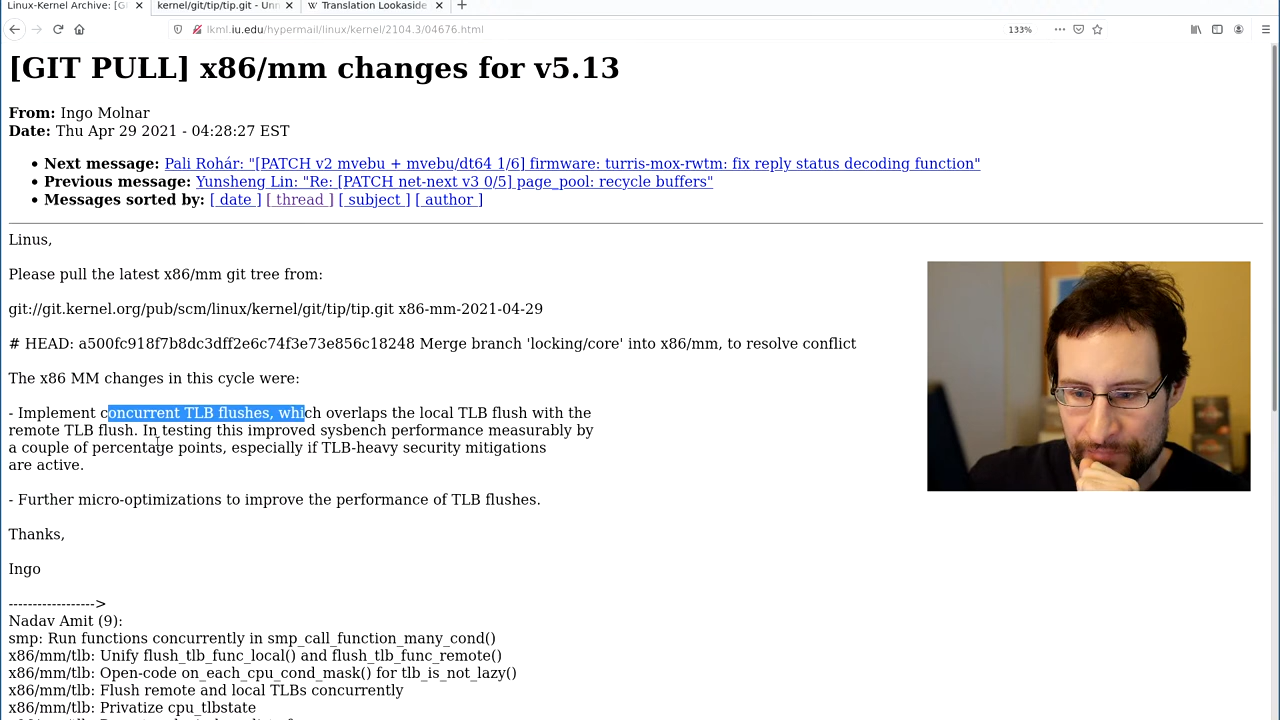 Linux-Kernel Archive: [G
kernel/git/tip/tip.git - Unn
W Translation Lookaside
lkml.iu.edu/hypermail/linux/kernel/2104.3/04676.html
133%
[GIT PULL] x86/mm changes for v5.13
From: Ingo Molnar
Date: Thu Apr 29 2021 - 04:28:27 EST
• Next message: Pali Rohár: "[PATCH v2 mvebu + mvebu/dt64 1/6] firmware: turris-mox-rwtm: fix reply status decoding function"
• Previous message: Yunsheng Lin: "Re: [PATCH net-next v3 0/5] page_pool: recycle buffers"
• Messages sorted by: [ date ] [ thread ] [ subject ] [ author ]
Linus,
Please pull the latest x86/mm git tree from:
git://git.kernel.org/pub/scm/linux/kernel/git/tip/tip.git x86-mm-2021-04-29
# HEAD: a500fc918f7b8dc3dff2e6c74f3e73e856c18248 Merge branch 'locking/core' into x86/mm, to resolve conflict
The x86 MM changes in this cycle were:
- Implement concurrent TLB flushes, which overlaps the local TLB flush with the
remote TLB flush. In testing this improved sysbench performance measurably by
a couple of percentage points, especially if TLB-heavy security mitigations
are active.
- Further micro-optimizations to improve the performance of TLB flushes.
Thanks,
Ingo
------------------>
Nadav Amit (9):
smp: Run functions concurrently in smp_call_function_many_cond()
x86/mm/tlb: Unify flush_tlb_func_local() and flush_tlb_func_remote()
x86/mm/tlb: Open-code on_each_cpu_cond_mask() for tlb_is_not_lazy()
x86/mm/tlb: Flush remote and local TLBs concurrently
x86/mm/tlb: Privatize cpu_tlbstate